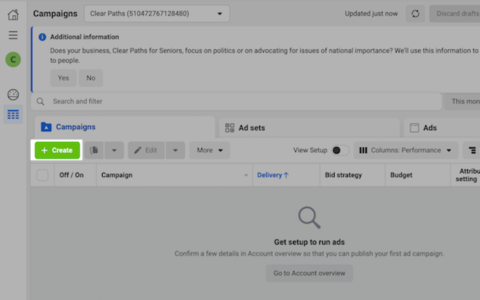 Campaigns
Clear Paths (510472767128480)
Updated just now
Discard drafts
Additional information
Does your business, Clear Paths for Seniors, focus on politics or on advocating for issues of national importance? We'll use this information to
to people.
Yes
No
C
Search and filter
This mon
Campaigns
Ad sets
Ads
+ Create
Edit
More
View Setup
Columns: Performance
Off / On
Campaign
Delivery ↑
Bid strategy
Budget
Attribu
setting
Get setup to run ads
Confirm a few details in Account overview so that you can publish your first ad campaign.
Go to Account overview